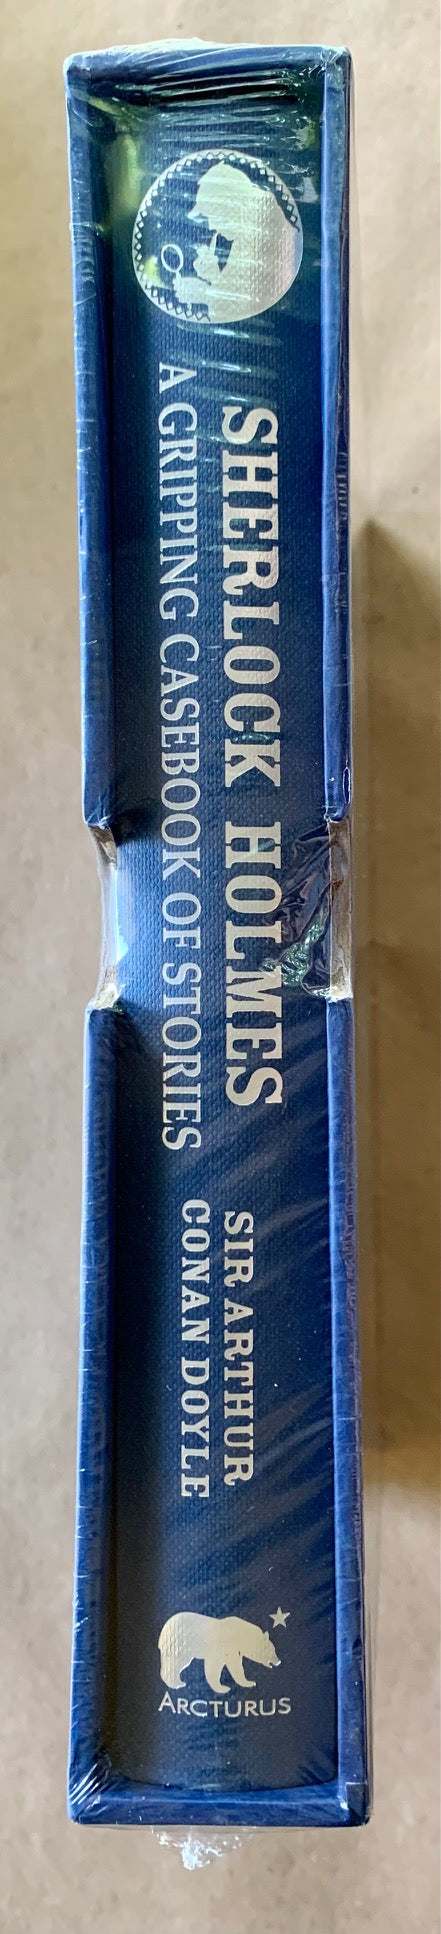 SHERLOCK HOLMES
A GRIPPING CASEBOOK OF STORIES
SIR ARTHUR
CONAN DOYLE
ARCTURUS